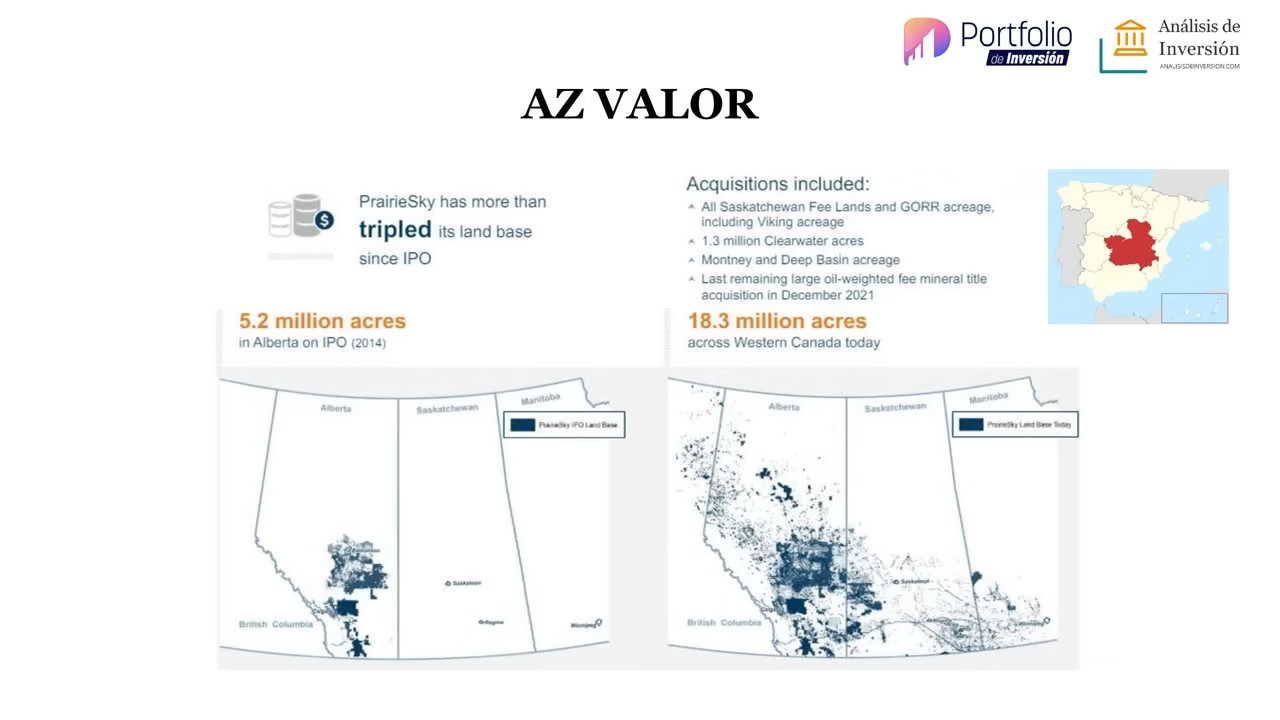 Portfolio
de Inversión
Análisis de
Inversión
ANALISISDEINVERSION.COM
AZ VALOR
PrairieSky has more than
tripled its land base
since IPO
$
Acquisitions included:
All Saskatchewan Fee Lands and GORR acreage,
including Viking acreage
1.3 million Clearwater acres
Montney and Deep Basin acreage
Last remaining large oil-weighted fee mineral title
acquisition in December 2021
5.2 million acres
in Alberta on IPO (2014)
18.3 million acres
across Western Canada today
Alberta
Saskatchewan
Manitoba
PrairieSky IPO Land Base
Edmonton
Saskatoon
Regina
Winnipeg
British Columbia
Alberta
Saskatchewan
Manitoba
PrairieSky Land Base Today
Saskatoon
Winnipeg
British Columbia